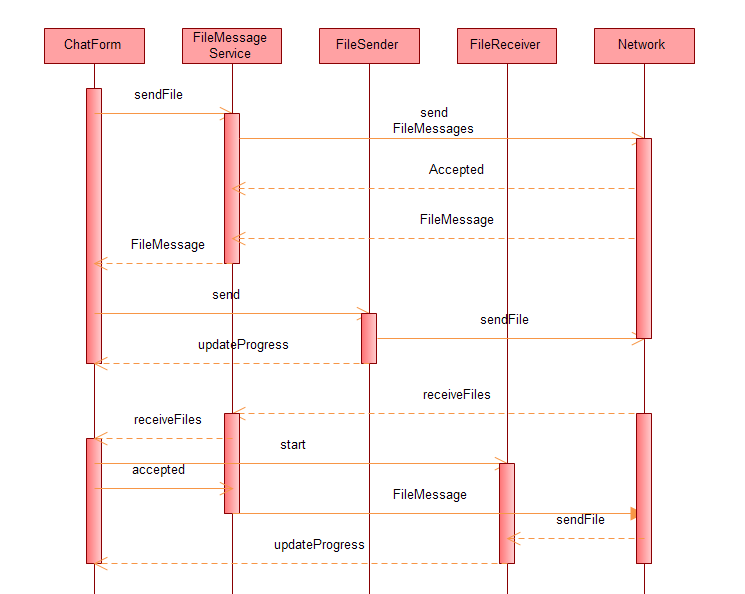 ChatForm
FileMessage
Service
FileSender
FileReceiver
Network
sendFile
send
FileMessages
Accepted
FileMessage
FileMessage
send
sendFile
updateProgress
receiveFiles
receiveFiles
start
accepted
FileMessage
sendFile
updateProgress